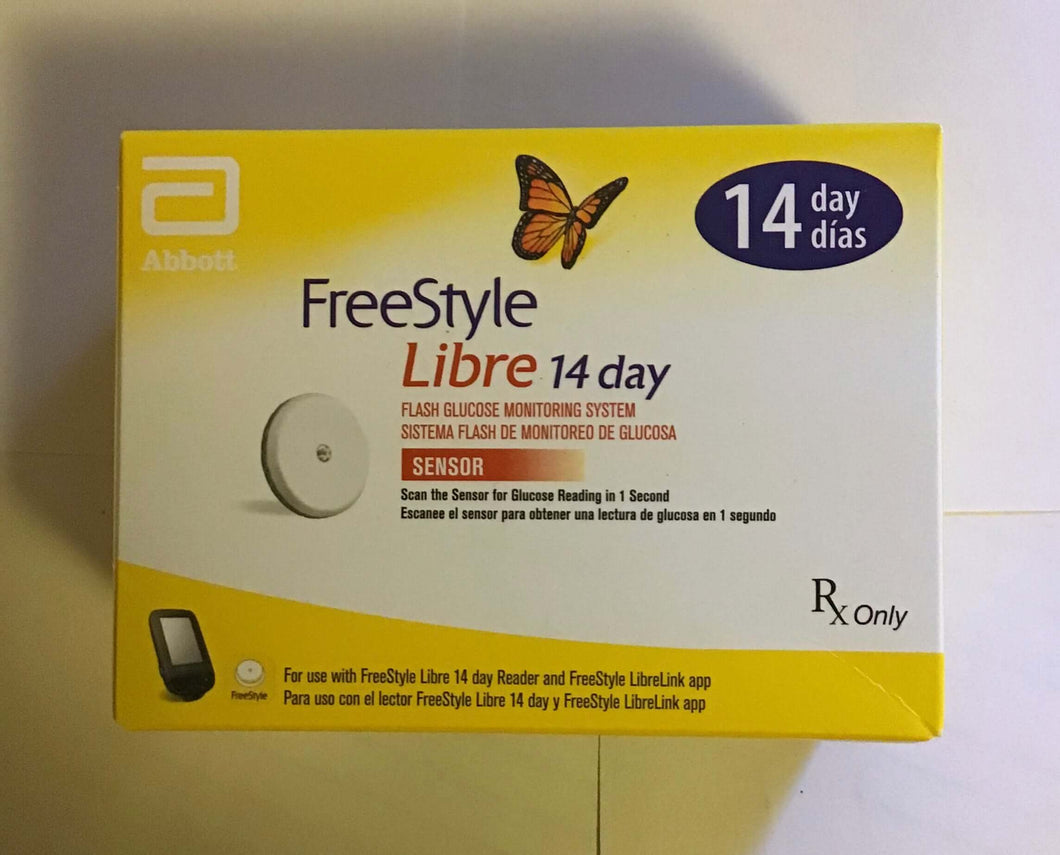 Abbott
14 day
días
FreeStyle
Libre 14 day
FLASH GLUCOSE MONITORING SYSTEM
SISTEMA FLASH DE MONITOREO DE GLUCOSA
SENSOR
Scan the Sensor for Glucose Reading in 1 Second
Escanee el sensor para obtener una lectura de glucosa en 1 segundo
Rx Only
FreeStyle
For use with FreeStyle Libre 14 day Reader and FreeStyle LibreLink app
Para uso con el lector FreeStyle Libre 14 day y FreeStyle LibreLink app